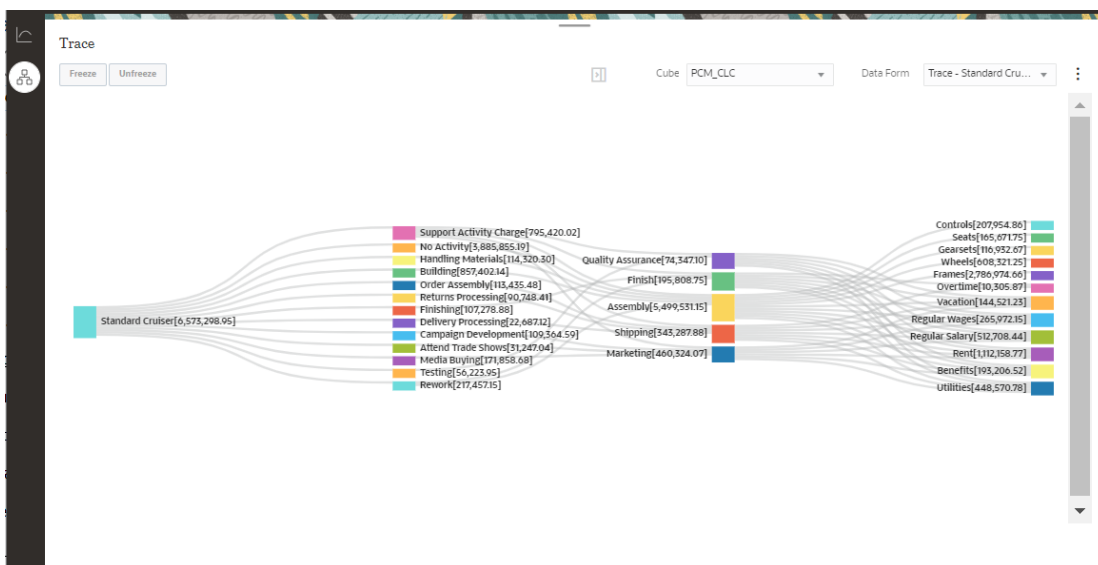 Trace
Freeze Unfreeze Cube PCM_CLC Data Form Trace - Standard Cru...
Standard Cruiser[6,573,298.95]
Support Activity Charge[795,420.02]
No Activity[3,885,855.19]
Handling Materials[114,320.30]
Building[857,402.14]
Order Assembly[113,435.48]
Returns Processing[90,748.41]
Finishing[107,278.88]
Delivery Processing[22,687.12]
Campaign Development[109,364.59]
Attend Trade Shows[31,247.04]
Media Buying[171,858.68]
Testing[56,223.95]
Rework[217,457.15]
Quality Assurance[74,347.10]
Finish[195,808.75]
Assembly[5,499,531.15]
Shipping[343,287.88]
Marketing[460,324.07]
Controls[207,954.86]
Seats[165,671.75]
Gearsets[116,932.67]
Wheels[608,321.25]
Frames[2,786,974.66]
Overtime[10,305.87]
Vacation[144,521.23]
Regular Wages[265,972.15]
Regular Salary[512,708.44]
Rent[1,112,158.77]
Benefits[193,206.52]
Utilities[448,570.78]